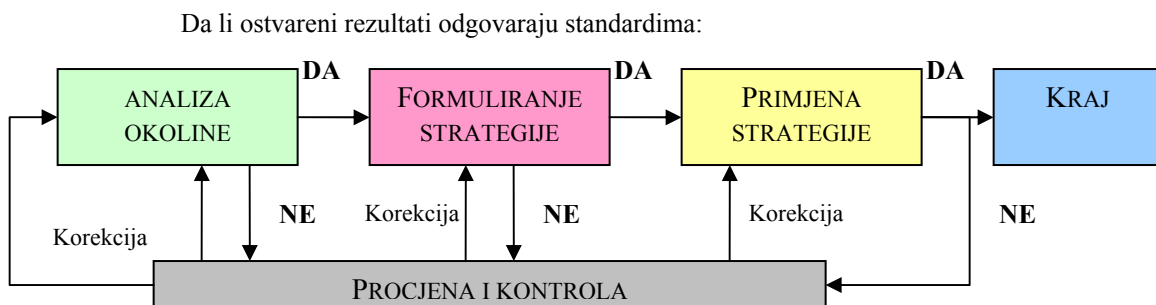 Da li ostvareni rezultati odgovaraju standardima:
DA DA DA
ANALIZA OKOLINE
FORMULIRANJE STRATEGIJE
PRIMJENA STRATEGIJE
KRAJ
Korekcija
NE
Korekcija
NE
Korekcija
NE
PROCJENA I KONTROLA